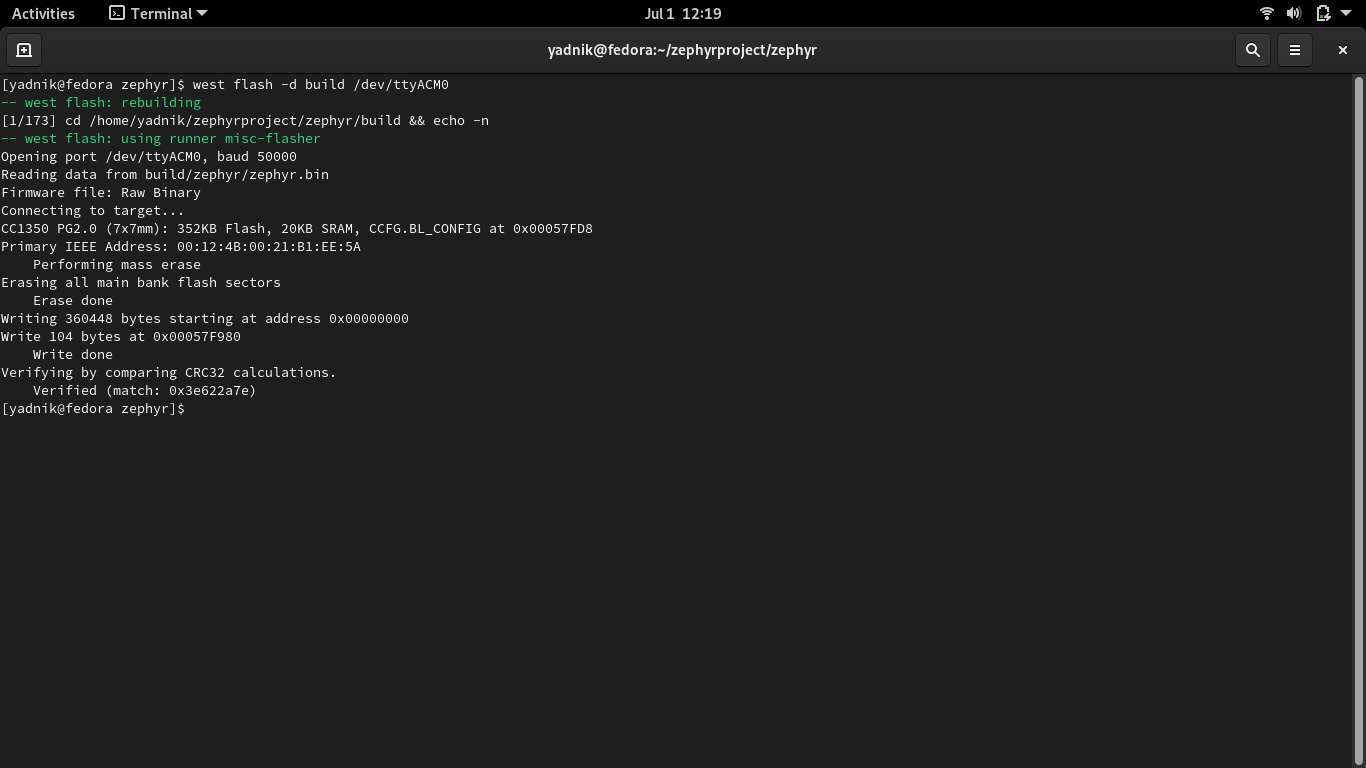 Activities Terminal Jul 1 12:19
yadnik@fedora:~/zephyrproject/zephyr
[yadnik@fedora zephyr]$ west flash -d build /dev/ttyACM0
-- west flash: rebuilding
[1/173] cd /home/yadnik/zephyrproject/zephyr/build && echo -n
-- west flash: using runner misc-flasher
Opening port /dev/ttyACM0, baud 50000
Reading data from build/zephyr/zephyr.bin
Firmware file: Raw Binary
Connecting to target...
CC1350 PG2.0 (7x7mm): 352KB Flash, 20KB SRAM, CCFG.BL_CONFIG at 0x00057FD8
Primary IEEE Address: 00:12:4B:00:21:B1:EE:5A
    Performing mass erase
Erasing all main bank flash sectors
    Erase done
Writing 360448 bytes starting at address 0x00000000
Write 104 bytes at 0x00057F980
    Write done
Verifying by comparing CRC32 calculations.
    Verified (match: 0x3e622a7e)
[yadnik@fedora zephyr]$